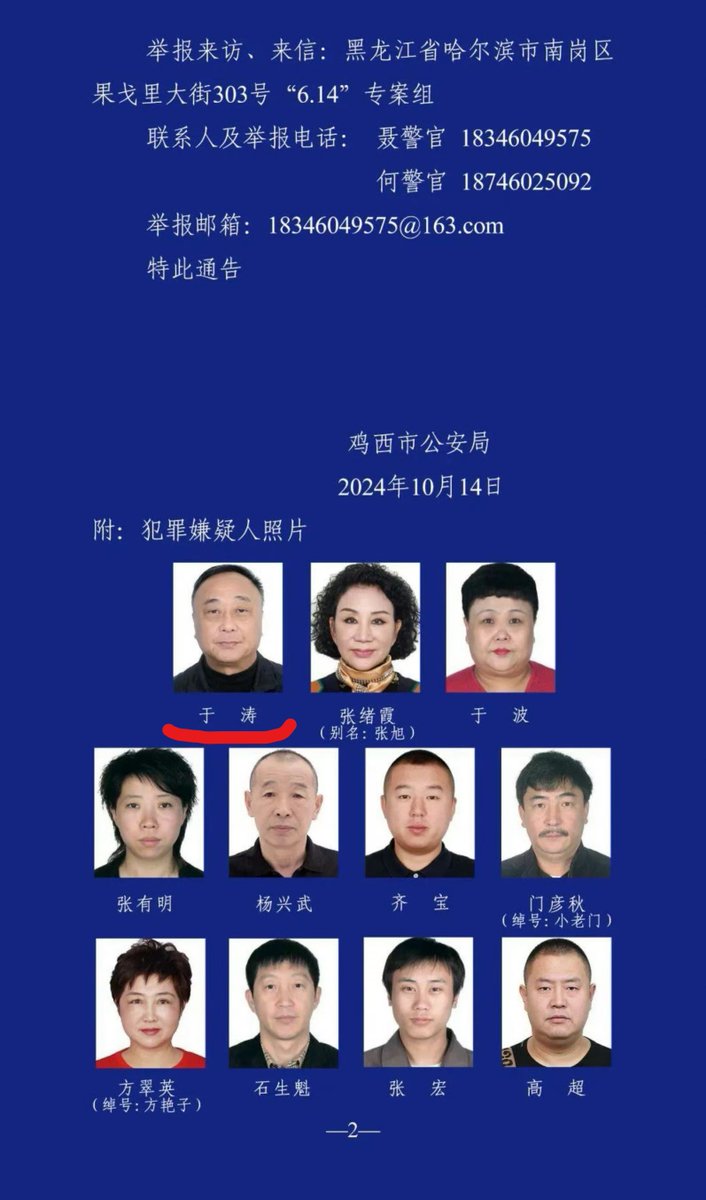 举报来访、来信：黑龙江省哈尔滨市南岗区
果戈里大街303号“6.14”专案组
联系人及举报电话： 聂警官 18346049575
何警官 18746025092
举报邮箱：18346049575@163.com
特此通告
鸡西市公安局
2024年10月14日
附：犯罪嫌疑人照片
于 涛 张绪霞 于 波
（别名：张旭）
张有明 杨兴武 齐 宝 门彦秋
（绰号：小老门）
方翠英 石生魁 张 宏 高 超
（绰号：方艳子）
—2—